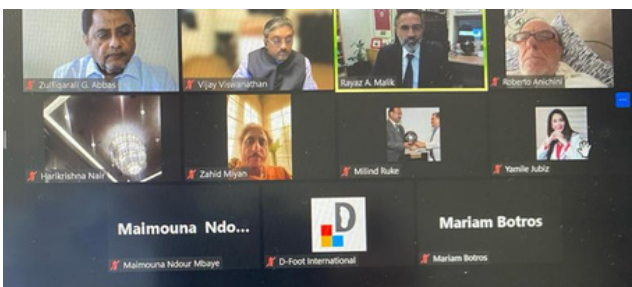 Zulfiqarali G. Abbas
Vijay Viswanathan
Rayaz A. Malik
Roberto Anichini
Harikrishna Nair
Zahid Miyan
Milind Ruke
Yamile Jubiz
Maimouna Ndo...
Maimouna Ndour Mbaye
D
D-Foot International
Mariam Botros
Mariam Botros